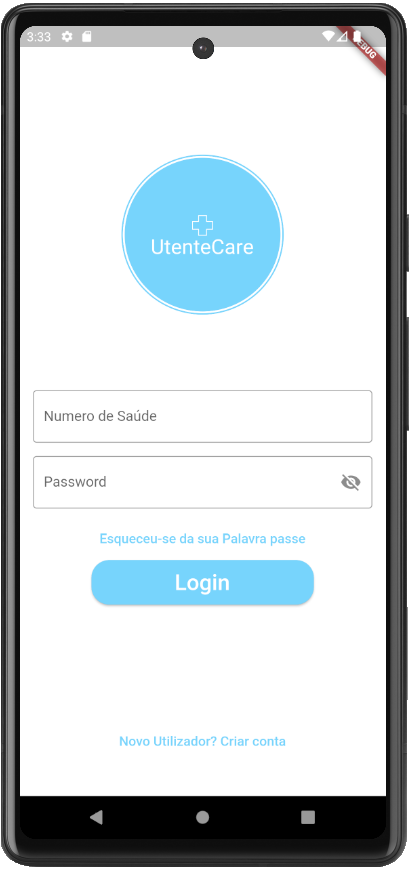 3:33
DEBUG
UtenteCare
Numero de Saúde
Password
Esqueceu-se da sua Palavra passe
Login
Novo Utilizador? Criar conta